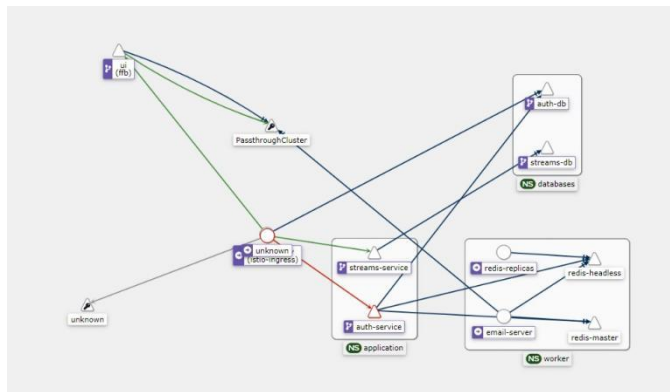 ui
(ffb)
PassthroughCluster
auth-db
streams-db
NS databases
unknown
(istio-ingress)
streams-service
redis-replicas
redis-headless
unknown
auth-service
email-server
redis-master
NS application
NS worker